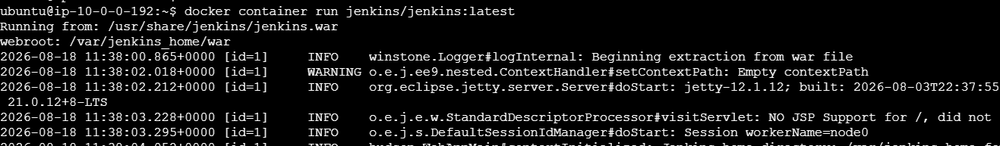 ubuntu@ip-10-0-0-192:~$ docker container run jenkins/jenkins:latest
Running from: /usr/share/jenkins/jenkins.war
webroot: /var/jenkins_home/war
2026-08-18 11:38:00.865+0000 [id=1]     INFO    winstone.Logger#logInternal: Beginning extraction from war file
2026-08-18 11:38:02.018+0000 [id=1]     WARNING o.e.j.ee9.nested.ContextHandler#setContextPath: Empty contextPath
2026-08-18 11:38:02.212+0000 [id=1]     INFO    org.eclipse.jetty.server.Server#doStart: jetty-12.1.12; built: 2026-08-03T22:37:55
 21.0.12+8-LTS
2026-08-18 11:38:03.228+0000 [id=1]     INFO    o.e.j.e.w.StandardDescriptorProcessor#visitServlet: NO JSP Support for /, did not
2026-08-18 11:38:03.295+0000 [id=1]     INFO    o.e.j.s.DefaultSessionIdManager#doStart: Session workerName=node0